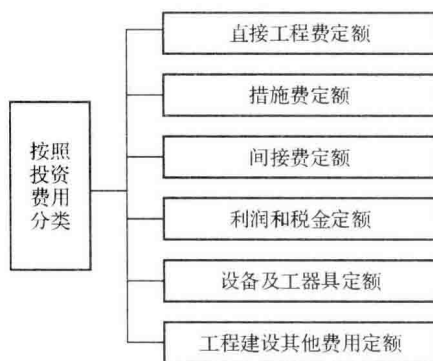 按照
投资
费用
分类
直接工程费定额
措施费定额
间接费定额
利润和税金定额
设备及工器具定额
工程建设其他费用定额